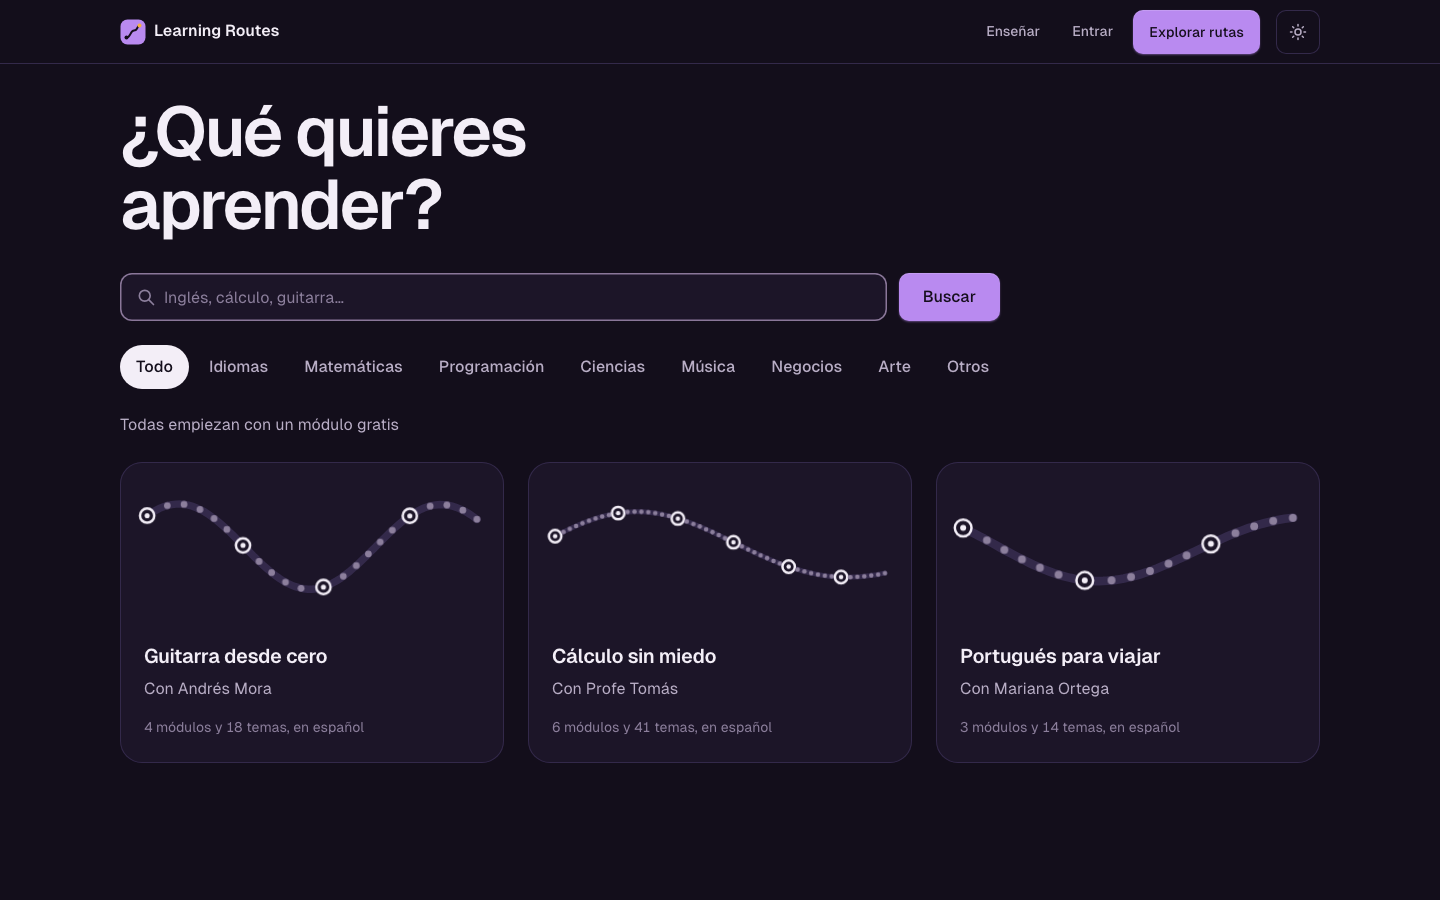 Learning Routes
Enseñar
Entrar
Explorar rutas
¿Qué quieres
aprender?
Inglés, cálculo, guitarra...
Buscar
Todo
Idiomas
Matemáticas
Programación
Ciencias
Música
Negocios
Arte
Otros
Todas empiezan con un módulo gratis
Guitarra desde cero
Con Andrés Mora
4 módulos y 18 temas, en español
Cálculo sin miedo
Con Profe Tomás
6 módulos y 41 temas, en español
Portugués para viajar
Con Mariana Ortega
3 módulos y 14 temas, en español